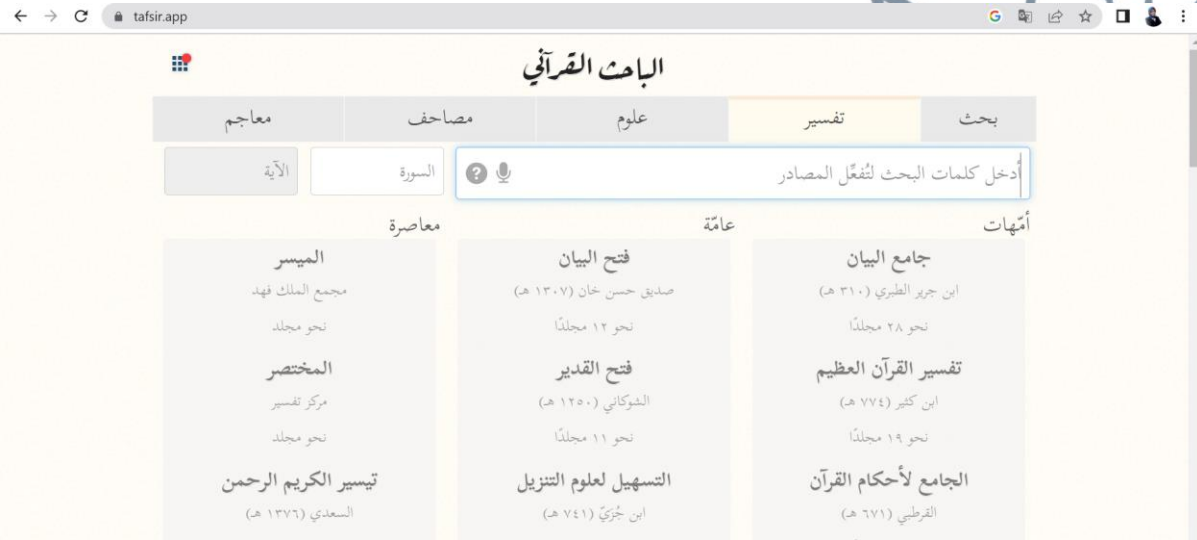 tafsir.app
الباحث القرآني
بحث
تفسير
علوم
مصاحف
معاجم
أدخل كلمات البحث لتُفعِّل المصادر
السورة
الآية
أمّهات
جامع البيان
ابن جرير الطبري (٣١٠ هـ)
نحو ٢٨ مجلدًا
تفسير القرآن العظيم
ابن كثير (٧٧٤ هـ)
نحو ١٩ مجلدًا
الجامع لأحكام القرآن
القرطبي (٦٧١ هـ)
عامّة
فتح البيان
صديق حسن خان (١٣٠٧ هـ)
نحو ١٢ مجلدًا
فتح القدير
الشوكاني (١٢٥٠ هـ)
نحو ١١ مجلدًا
التسهيل لعلوم التنزيل
ابن جُزَيّ (٧٤١ هـ)
معاصرة
الميسر
مجمع الملك فهد
نحو مجلد
المختصر
مركز تفسير
نحو مجلد
تيسير الكريم الرحمن
السعدي (١٣٧٦ هـ)